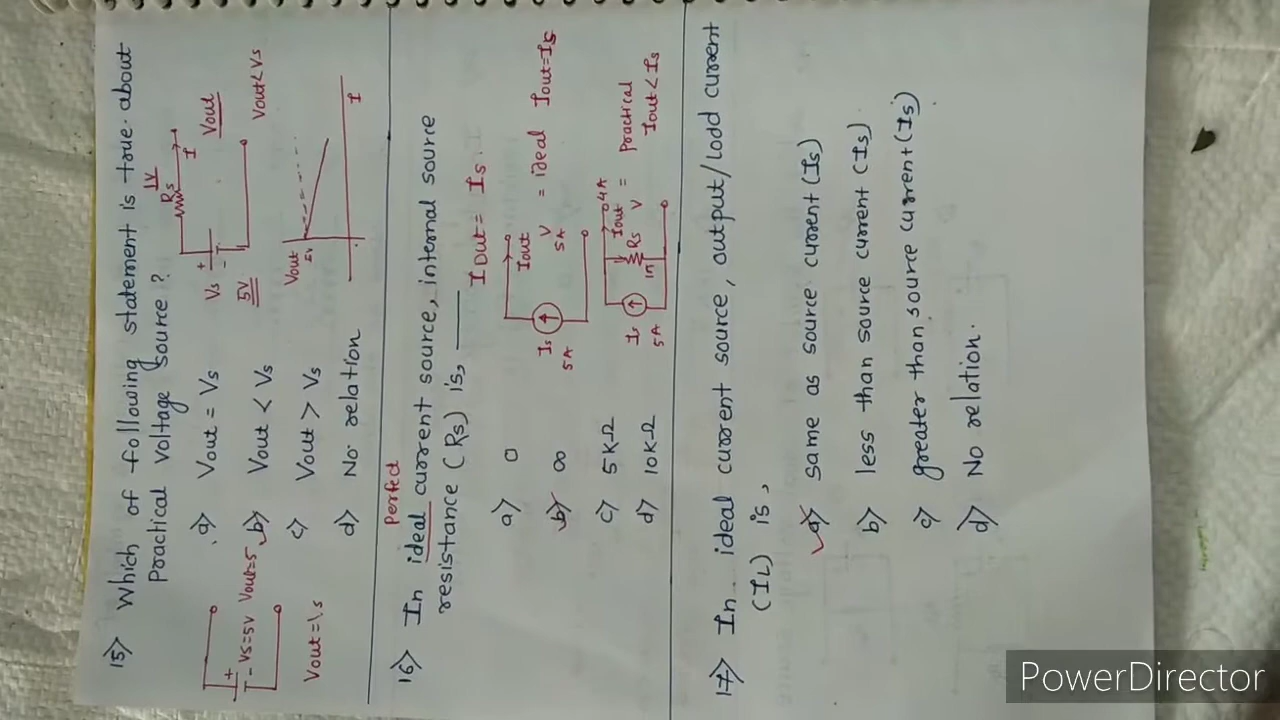 15) Which of following statement is true about
Practical voltage source ?
a) Vout = Vs
b) Vout < Vs
c) Vout > Vs
d) No relation
Vs=5V Vout=5
+
-
Vs
5V
+
-
Rs
1V
I
Vout
Vout<Vs
Vout
I
Perfect
16) In ideal current source, internal source
resistance (Rs) is,
a) 0
b) ∞
c) 5KΩ
d) 10KΩ
IOut = Is
Is
5A
Iout
V
5A
= ideal Iout=Is
Is
5A
Iout
Rs
4A
V = practical
Iout < Is
17) In ideal current source, output/lodd current
(IL) is,
a) same as source current (Is)
b) less than source current (Is)
c) greater than source current (Is)
d) No relation.
PowerDirector